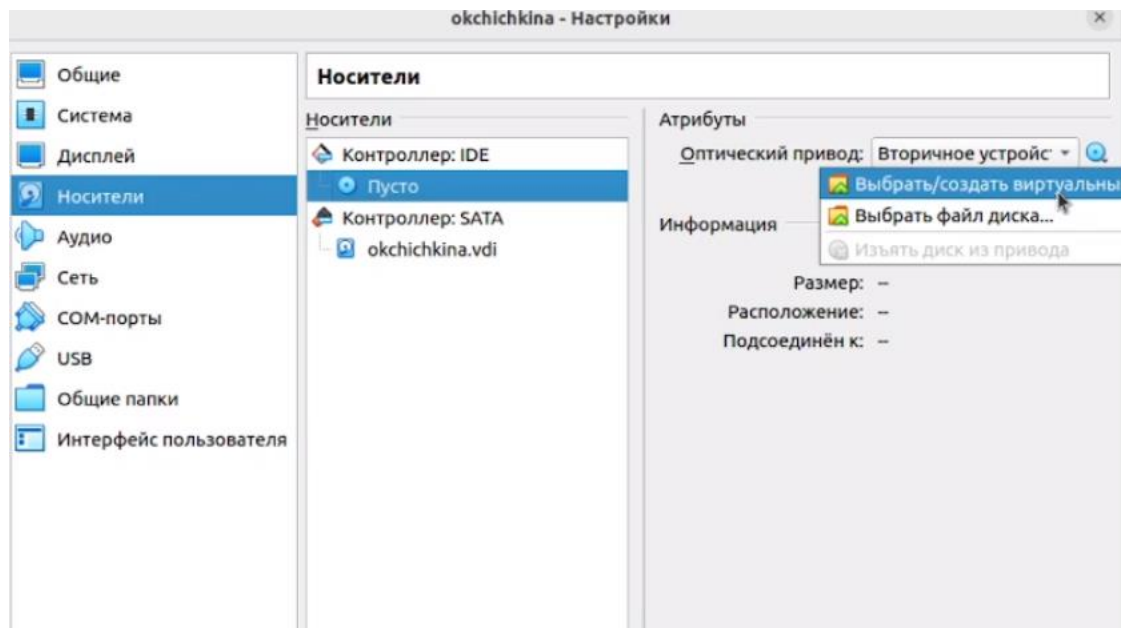 okchichkina - Настройки
Общие
Система
Дисплей
Носители
Аудио
Сеть
COM-порты
USB
Общие папки
Интерфейс пользователя
Носители
Носители
Контроллер: IDE
Пусто
Контроллер: SATA
okchichkina.vdi
Атрибуты
Оптический привод: Вторичное устройс
Выбрать/создать виртуальны
Выбрать файл диска...
Изъять диск из привода
Информация
Размер: --
Расположение: --
Подсоединён к: --